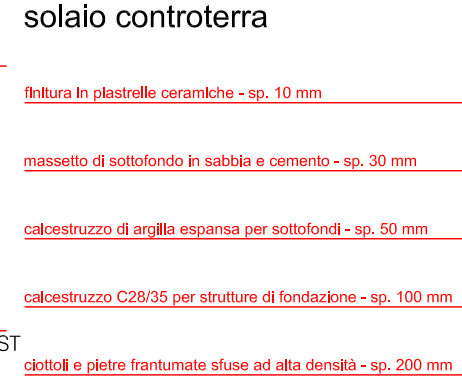 solaio controterra
finitura in piastrelle ceramiche - sp. 10 mm
massetto di sottofondo in sabbia e cemento - sp. 30 mm
calcestruzzo di argilla espansa per sottofondi - sp. 50 mm
calcestruzzo C28/35 per strutture di fondazione - sp. 100 mm
ST
ciottoli e pietre frantumate sfuse ad alta densità - sp. 200 mm